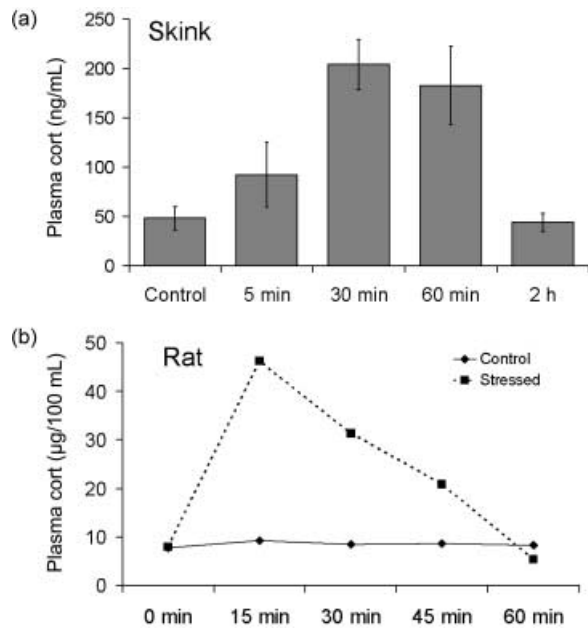 (a)
Skink
Plasma cort (ng/mL)
250
200
150
100
50
0
Control 5 min 30 min 60 min 2 h
(b)
Rat
Control
Stressed
Plasma cort (µg/100 mL)
50
40
30
20
10
0
0 min 15 min 30 min 45 min 60 min